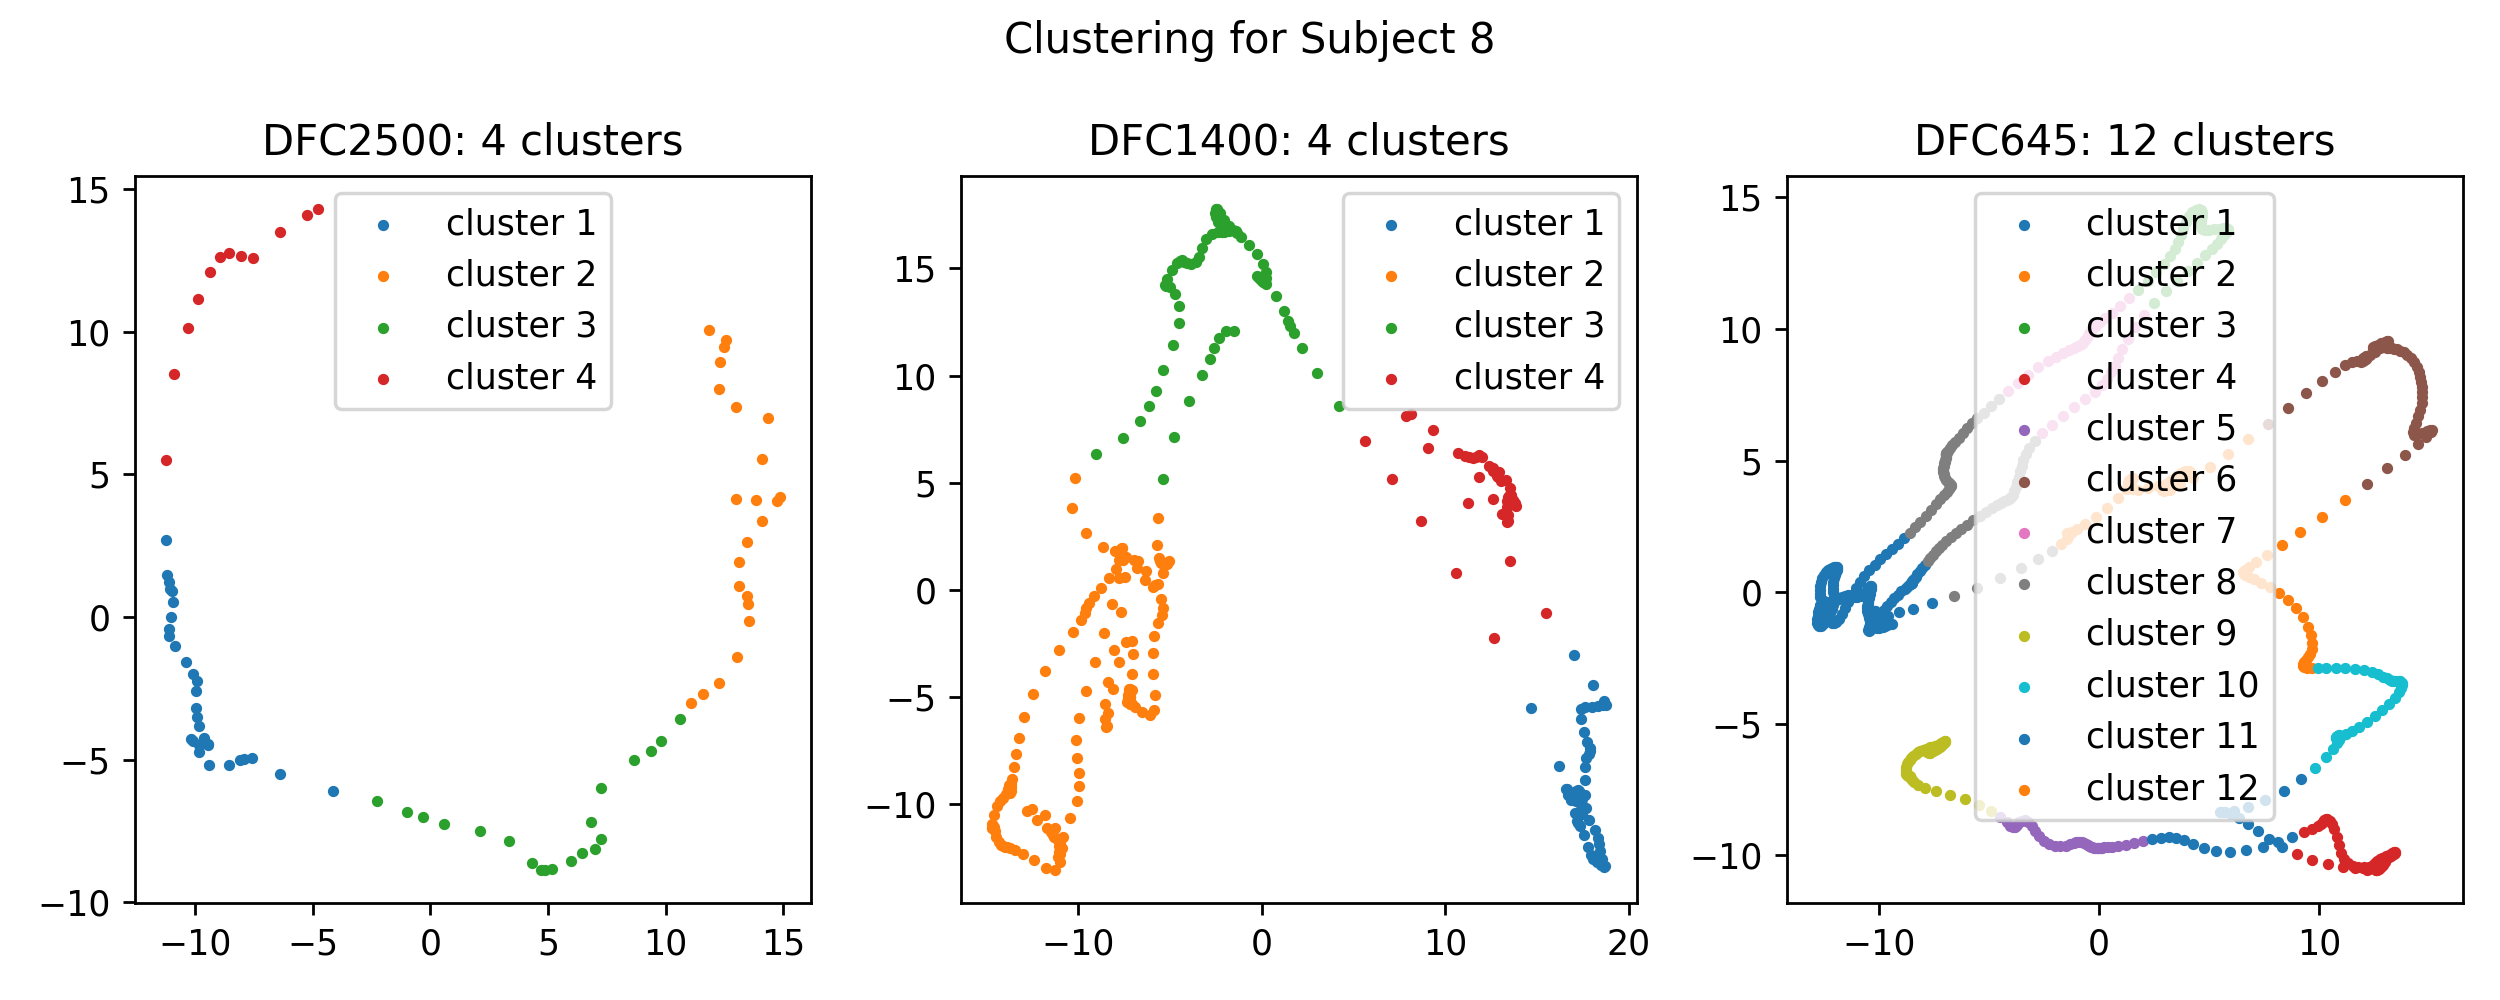 Clustering for Subject 8
DFC2500: 4 clusters
15
10
5
0
−5
−10
−10 −5 0 5 10 15
cluster 1
cluster 2
cluster 3
cluster 4
DFC1400: 4 clusters
15
10
5
0
−5
−10
−10 0 10 20
cluster 1
cluster 2
cluster 3
cluster 4
DFC645: 12 clusters
15
10
5
0
−5
−10
−10 0 10
cluster 1
cluster 2
cluster 3
cluster 4
cluster 5
cluster 6
cluster 7
cluster 8
cluster 9
cluster 10
cluster 11
cluster 12